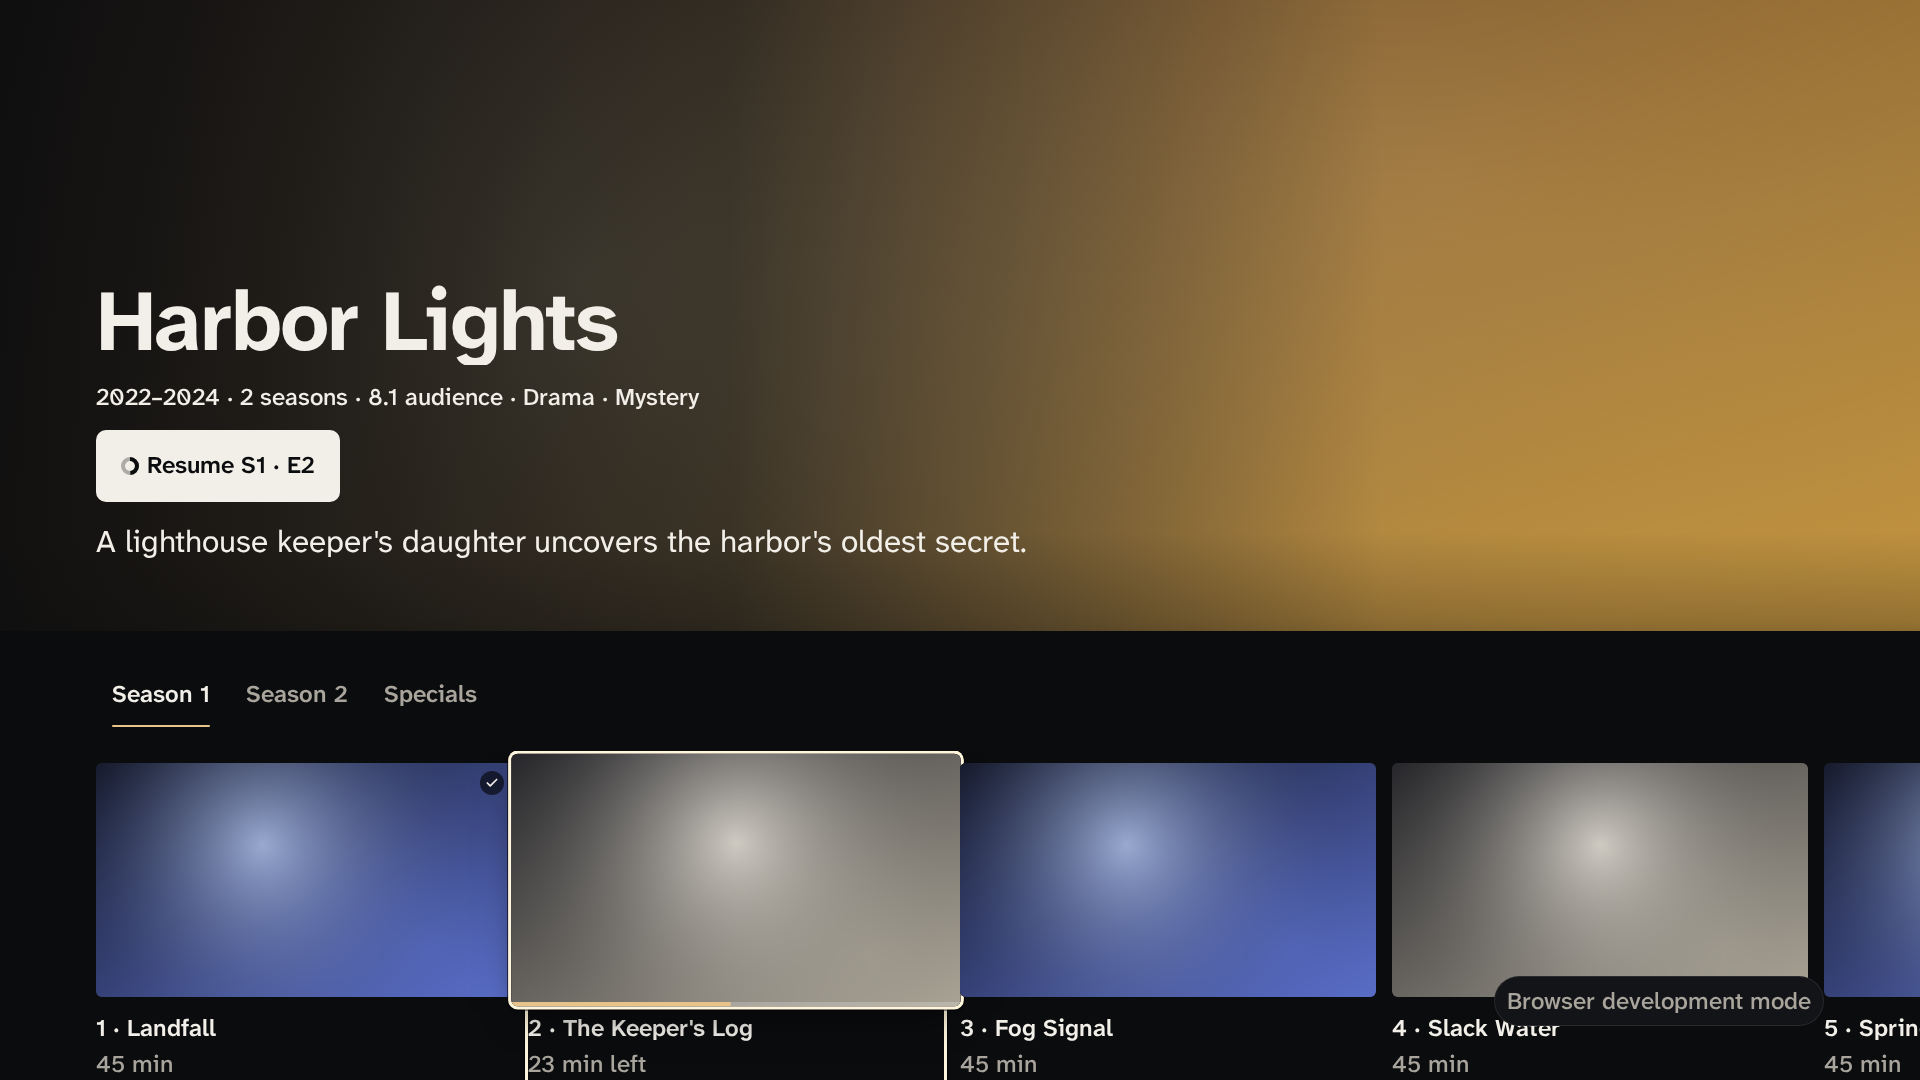 Harbor Lights
2022–2024 · 2 seasons · 8.1 audience · Drama · Mystery
Resume S1 · E2
A lighthouse keeper's daughter uncovers the harbor's oldest secret.
Season 1 Season 2 Specials
1 · Landfall
45 min
2 · The Keeper's Log
23 min left
3 · Fog Signal
45 min
4 · Slack Water
45 min
5 · Sprin
45 min
Browser development mode